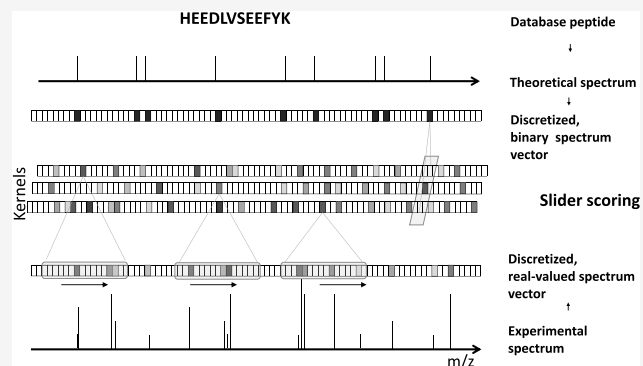 HEEDLVSEEFYK
Database peptide
Theoretical spectrum
Discretized,
binary spectrum
vector
Kernels
Slider scoring
Discretized,
real-valued spectrum
vector
Experimental
spectrum
m/z